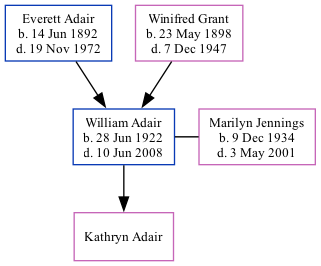 Everett Adair
b. 14 Jun 1892
d. 19 Nov 1972
Winifred Grant
b. 23 May 1898
d. 7 Dec 1947
William Adair
b. 28 Jun 1922
d. 10 Jun 2008
Marilyn Jennings
b. 9 Dec 1934
d. 3 May 2001
Kathryn Adair